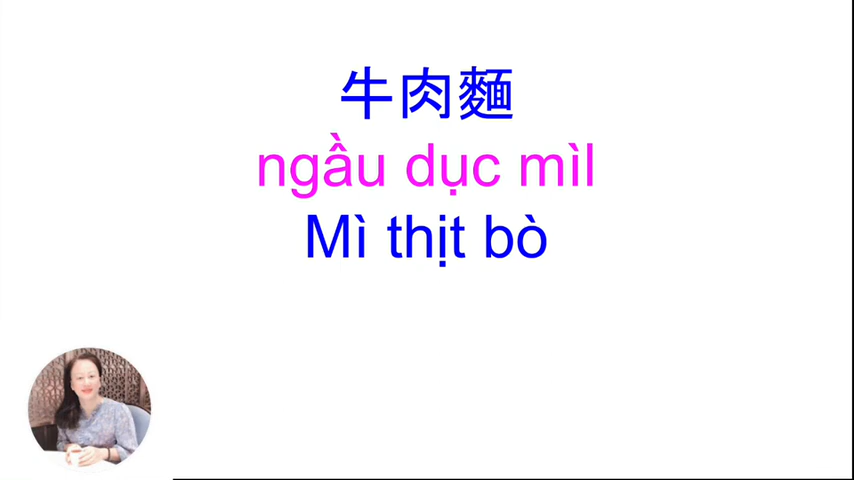 牛肉麵
ngầu dục mìl
Mì thịt bò